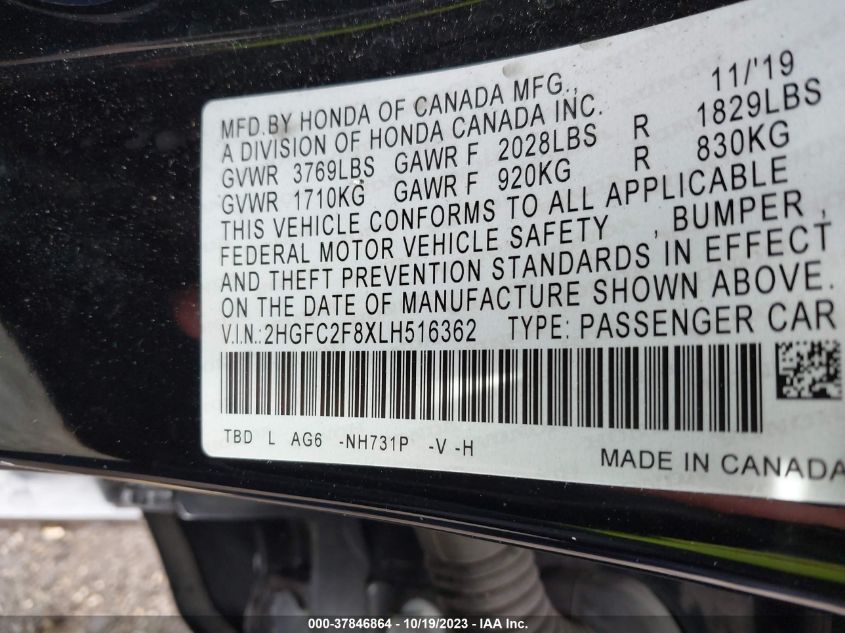 MFD.BY HONDA OF CANADA MFG., 11/'19
A DIVISION OF HONDA CANADA INC.
GVWR 3769LBS GAWR F 2028LBS R 1829LBS
GVWR 1710KG GAWR F 920KG R 830KG
THIS VEHICLE CONFORMS TO ALL APPLICABLE
FEDERAL MOTOR VEHICLE SAFETY , BUMPER ,
AND THEFT PREVENTION STANDARDS IN EFFECT
ON THE DATE OF MANUFACTURE SHOWN ABOVE.
V.I.N.:2HGFC2F8XLH516362 TYPE: PASSENGER CAR
TBD L AG6 -NH731P -V -H
MADE IN CANADA
000-37846864 - 10/19/2023 - IAA Inc.